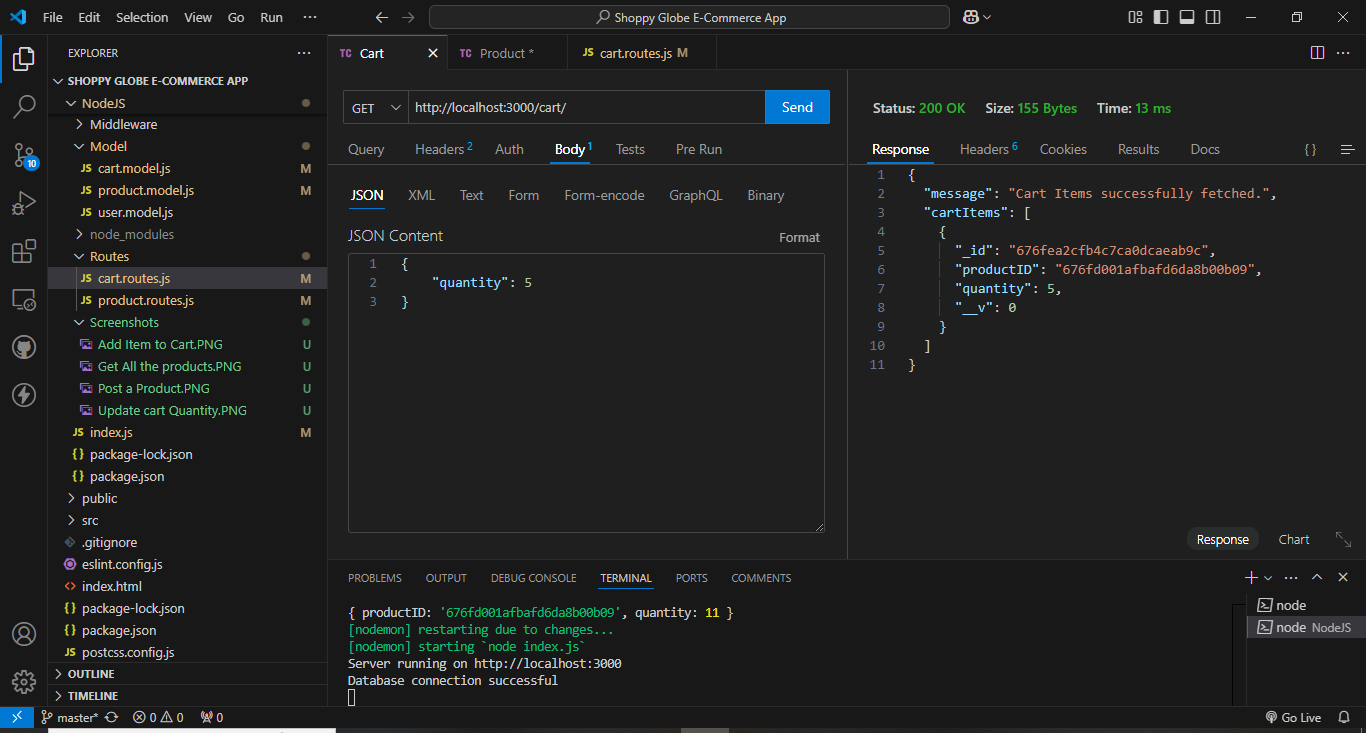 File Edit Selection View Go Run ··· Shoppy Globe E-Commerce App
EXPLORER ···
SHOPPY GLOBE E-COMMERCE APP
NodeJS
Middleware
Model
JS cart.model.js M
JS product.model.js M
JS user.model.js
node_modules
Routes
JS cart.routes.js M
JS product.routes.js M
Screenshots
Add Item to Cart.PNG U
Get All the products.PNG U
Post a Product.PNG U
Update cart Quantity.PNG U
JS index.js M
{} package-lock.json
{} package.json
public
src
.gitignore
eslint.config.js
<> index.html
{} package-lock.json
{} package.json
JS postcss.config.js
OUTLINE
TIMELINE
10
TC Cart TC Product * JS cart.routes.js M ···
GET http://localhost:3000/cart/ Send
Query Headers 2 Auth Body 1 Tests Pre Run
JSON XML Text Form Form-encode GraphQL Binary
JSON Content Format
1 {
2 "quantity": 5
3 }
Status: 200 OK Size: 155 Bytes Time: 13 ms
Response Headers 6 Cookies Results Docs {}
1 {
2 "message": "Cart Items successfully fetched.",
3 "cartItems": [
4 {
5 "_id": "676fea2cfb4c7ca0dcaeab9c",
6 "productID": "676fd001afbafd6da8b00b09",
7 "quantity": 5,
8 "__v": 0
9 }
10 ]
11 }
Response Chart
PROBLEMS OUTPUT DEBUG CONSOLE TERMINAL PORTS COMMENTS ···
{ productID: '676fd001afbafd6da8b00b09', quantity: 11 }
[nodemon] restarting due to changes...
[nodemon] starting `node index.js`
Server running on http://localhost:3000
Database connection successful
node
node NodeJS
master* 0 0 0 Go Live